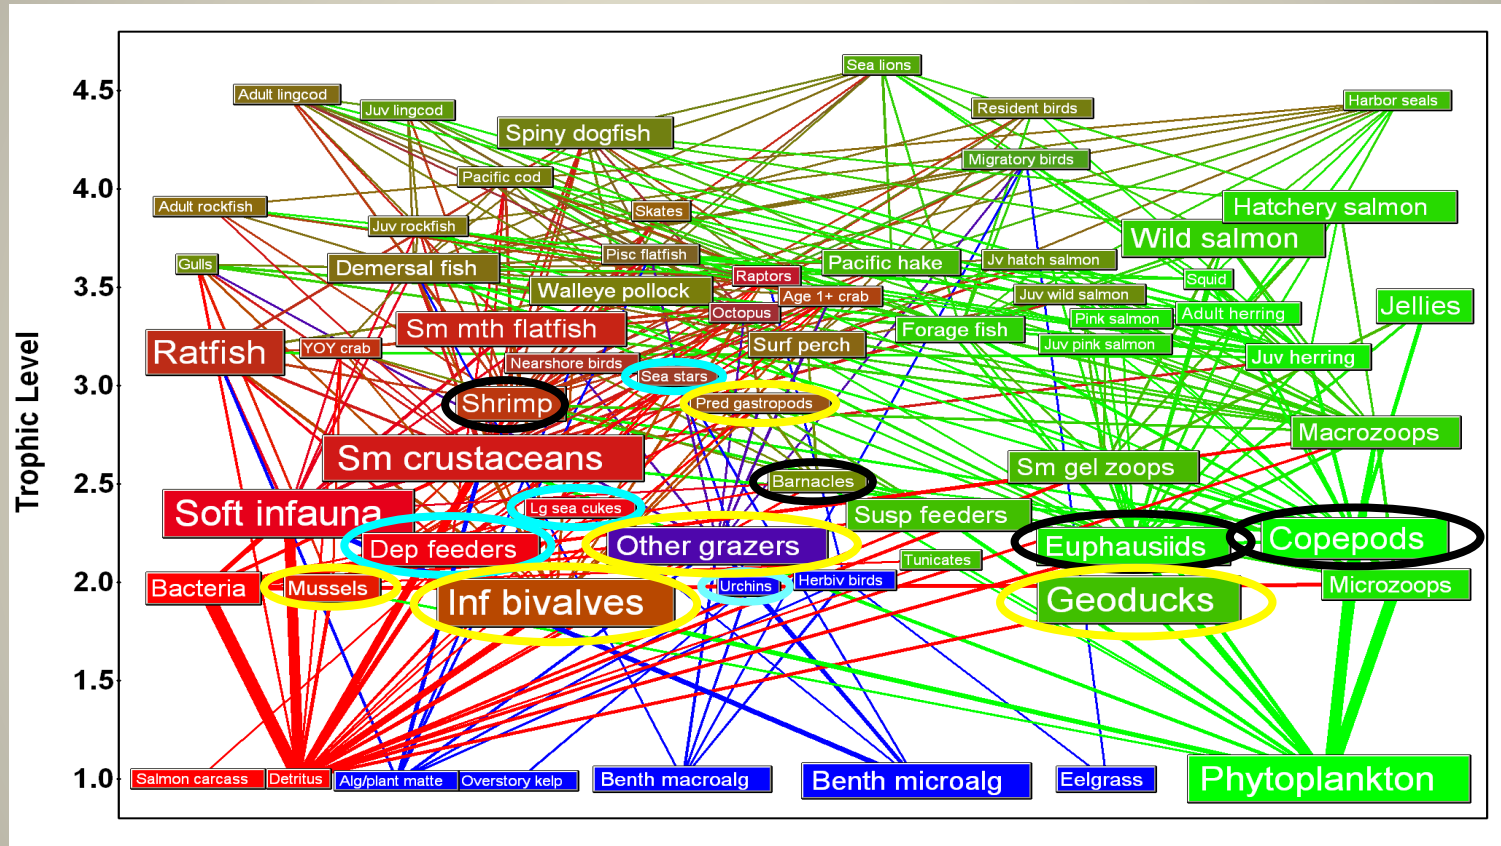 Trophic Level
4.5
4.0
3.5
3.0
2.5
2.0
1.5
1.0
Sea lions
Adult lingcod
Juv lingcod
Resident birds
Harbor seals
Spiny dogfish
Migratory birds
Pacific cod
Adult rockfish
Skates
Hatchery salmon
Juv rockfish
Wild salmon
Pisc flatfish
Gulls
Demersal fish
Pacific hake
Jv hatch salmon
Raptors
Squid
Walleye pollock
Age 1+ crab
Juv wild salmon
Jellies
Octopus
Pink salmon
Adult herring
Sm mth flatfish
Forage fish
Surf perch
Juv pink salmon
Ratfish
YOY crab
Juv herring
Nearshore birds
Sea stars
Shrimp
Pred gastropods
Macrozoops
Sm crustaceans
Sm gel zoops
Barnacles
Soft infauna
Lg sea cukes
Susp feeders
Copepods
Dep feeders
Other grazers
Euphausiids
Tunicates
Bacteria
Mussels
Urchins
Herbiv birds
Microzoops
Inf bivalves
Geoducks
Salmon carcass
Detritus
Alg/plant matte
Overstory kelp
Benth macroalg
Benth microalg
Eelgrass
Phytoplankton